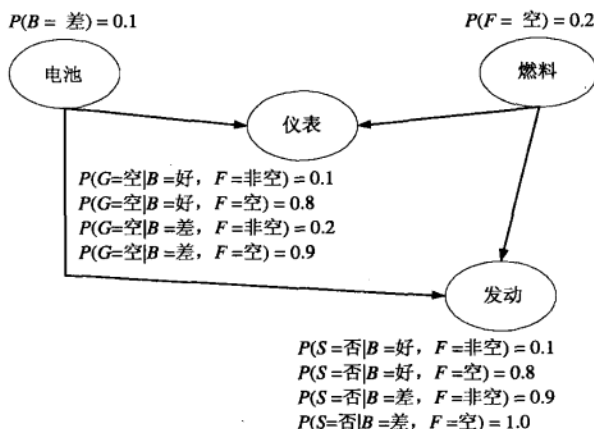 P(B = 差) = 0.1
P(F = 空) = 0.2
电池
燃料
仪表
P(G=空|B=好，F=非空) = 0.1
P(G=空|B=好，F=空) = 0.8
P(G=空|B=差，F=非空) = 0.2
P(G=空|B=差，F=空) = 0.9
发动
P(S=否|B=好，F=非空) = 0.1
P(S=否|B=好，F=空) = 0.8
P(S=否|B=差，F=非空) = 0.9
P(S=否|B=差，F=空) = 1.0